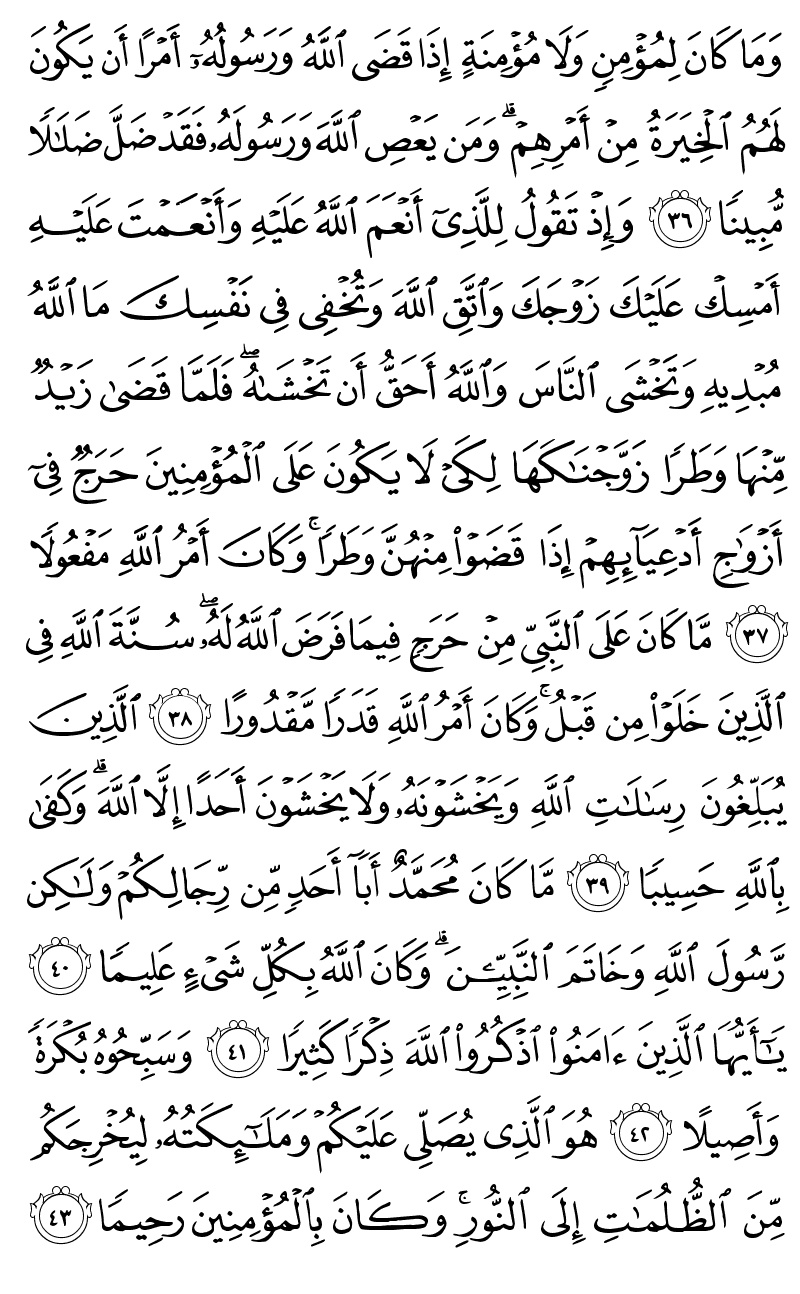 وَمَا كَانَ لِمُؤۡمِنٖ وَلَا مُؤۡمِنَةٍ إِذَا قَضَى ٱللَّهُ وَرَسُولُهُۥٓ أَمۡرًا أَن يَكُونَ
لَهُمُ ٱلۡخِيَرَةُ مِنۡ أَمۡرِهِمۡۗ وَمَن يَعۡصِ ٱللَّهَ وَرَسُولَهُۥ فَقَدۡ ضَلَّ ضَلَٰلٗا
مُّبِينٗا ٣٦ وَإِذۡ تَقُولُ لِلَّذِيٓ أَنۡعَمَ ٱللَّهُ عَلَيۡهِ وَأَنۡعَمۡتَ عَلَيۡهِ
أَمۡسِكۡ عَلَيۡكَ زَوۡجَكَ وَٱتَّقِ ٱللَّهَ وَتُخۡفِي فِي نَفۡسِكَ مَا ٱللَّهُ
مُبۡدِيهِ وَتَخۡشَى ٱلنَّاسَ وَٱللَّهُ أَحَقُّ أَن تَخۡشَىٰهُۖ فَلَمَّا قَضَىٰ زَيۡدٞ
مِّنۡهَا وَطَرٗا زَوَّجۡنَٰكَهَا لِكَيۡ لَا يَكُونَ عَلَى ٱلۡمُؤۡمِنِينَ حَرَجٞ فِيٓ
أَزۡوَٰجِ أَدۡعِيَآئِهِمۡ إِذَا قَضَوۡاْ مِنۡهُنَّ وَطَرٗاۚ وَكَانَ أَمۡرُ ٱللَّهِ مَفۡعُولٗا
٣٧ مَّا كَانَ عَلَى ٱلنَّبِيِّ مِنۡ حَرَجٖ فِيمَا فَرَضَ ٱللَّهُ لَهُۥۖ سُنَّةَ ٱللَّهِ فِي
ٱلَّذِينَ خَلَوۡاْ مِن قَبۡلُۚ وَكَانَ أَمۡرُ ٱللَّهِ قَدَرٗا مَّقۡدُورًا ٣٨ ٱلَّذِينَ
يُبَلِّغُونَ رِسَٰلَٰتِ ٱللَّهِ وَيَخۡشَوۡنَهُۥ وَلَا يَخۡشَوۡنَ أَحَدًا إِلَّا ٱللَّهَۗ وَكَفَىٰ
بِٱللَّهِ حَسِيبٗا ٣٩ مَّا كَانَ مُحَمَّدٌ أَبَآ أَحَدٖ مِّن رِّجَالِكُمۡ وَلَٰكِن
رَّسُولَ ٱللَّهِ وَخَاتَمَ ٱلنَّبِيِّـۧنَۗ وَكَانَ ٱللَّهُ بِكُلِّ شَيۡءٍ عَلِيمٗا ٤٠
يَٰٓأَيُّهَا ٱلَّذِينَ ءَامَنُواْ ٱذۡكُرُواْ ٱللَّهَ ذِكۡرٗا كَثِيرٗا ٤١ وَسَبِّحُوهُ بُكۡرَةٗ
وَأَصِيلًا ٤٢ هُوَ ٱلَّذِي يُصَلِّي عَلَيۡكُمۡ وَمَلَٰٓئِكَتُهُۥ لِيُخۡرِجَكُم
مِّنَ ٱلظُّلُمَٰتِ إِلَى ٱلنُّورِۚ وَكَانَ بِٱلۡمُؤۡمِنِينَ رَحِيمٗا ٤٣